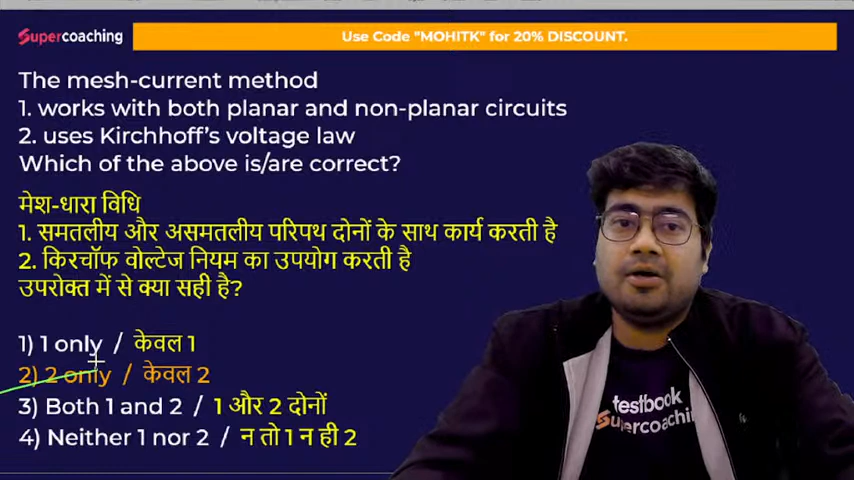 Supercoaching
Use Code "MOHITK" for 20% DISCOUNT.
The mesh-current method
1. works with both planar and non-planar circuits
2. uses Kirchhoff's voltage law
Which of the above is/are correct?
मेश-धारा विधि
1. समतलीय और असमतलीय परिपथ दोनों के साथ कार्य करती है
2. किरचॉफ वोल्टेज नियम का उपयोग करती है
उपरोक्त में से क्या सही है?
1) 1 only / केवल 1
2) 2 only / केवल 2
3) Both 1 and 2 / 1 और 2 दोनों
4) Neither 1 nor 2 / न तो 1 न ही 2
testbook